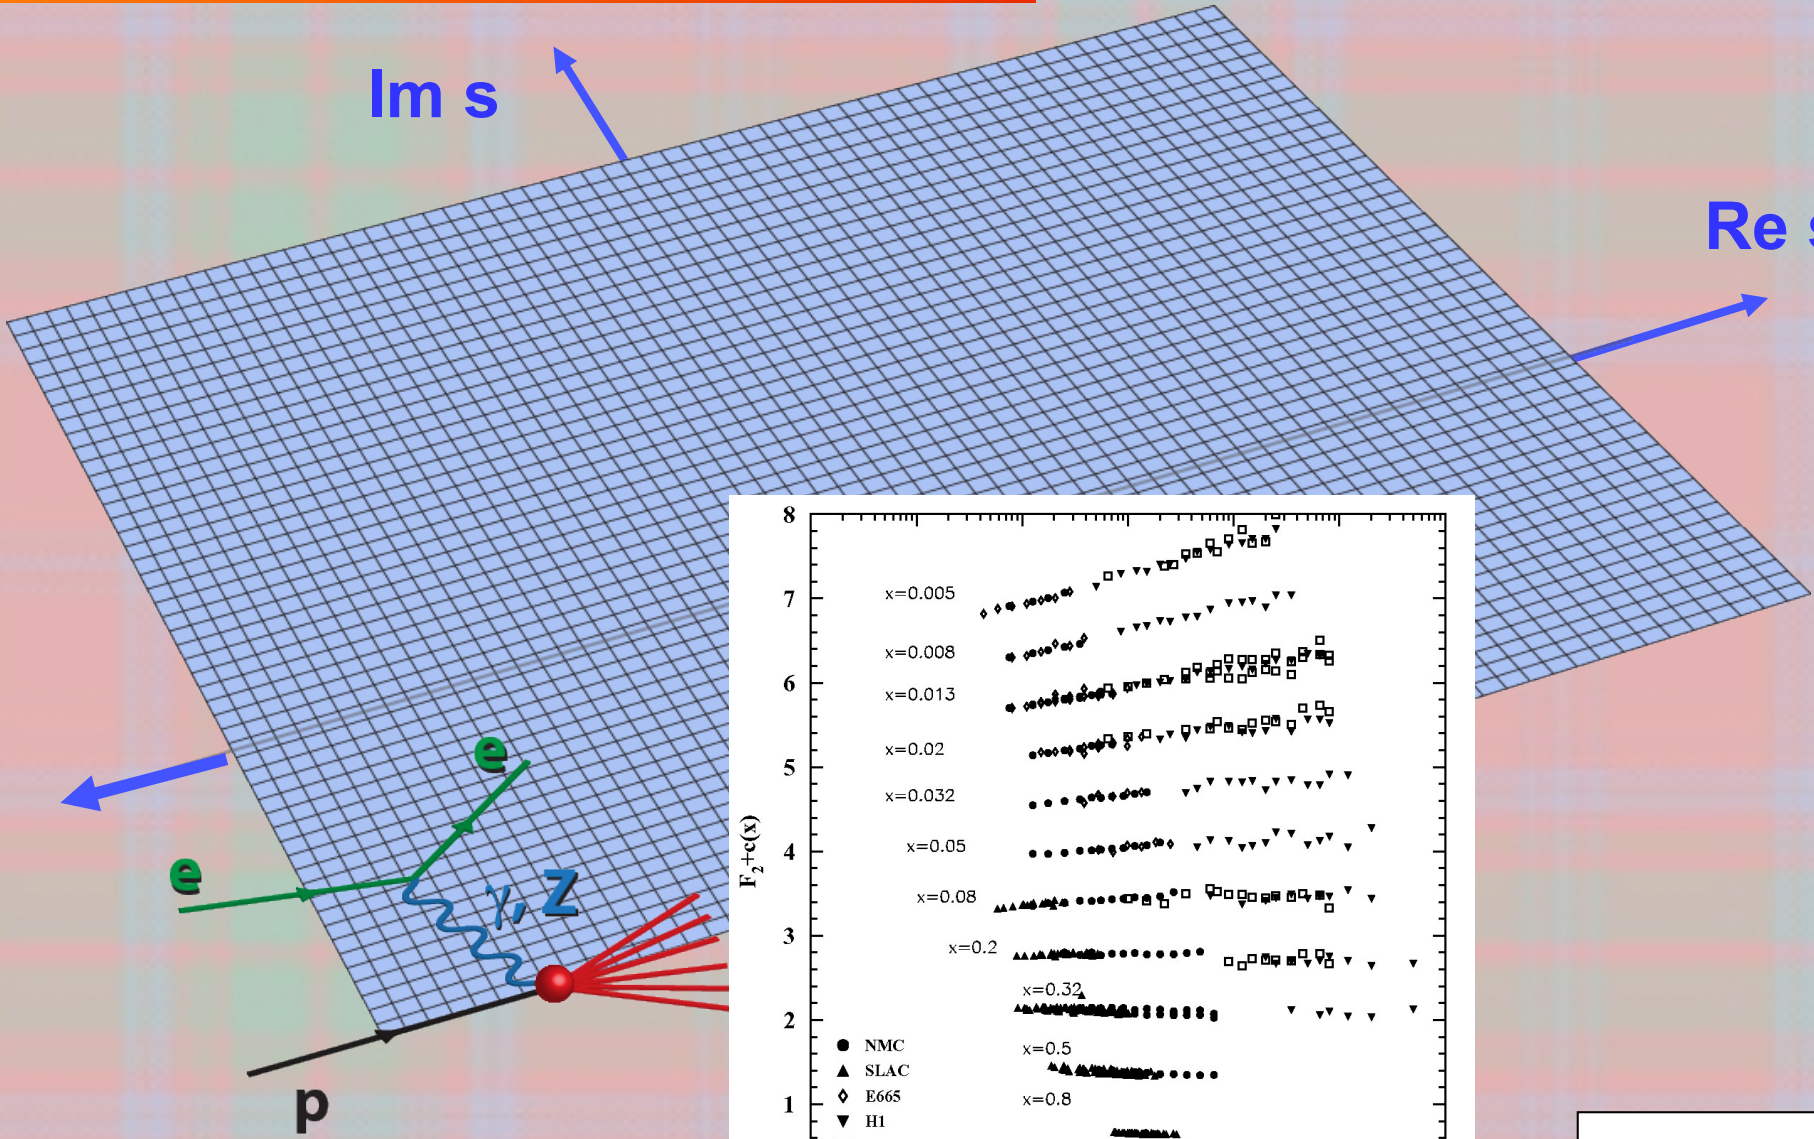 Im s
Re s
e
e
γ, Z
p
8
7
6
5
4
3
2
1
F2+c(x)
x=0.005
x=0.008
x=0.013
x=0.02
x=0.032
x=0.05
x=0.08
x=0.2
x=0.32
x=0.5
x=0.8
NMC
SLAC
E665
H1